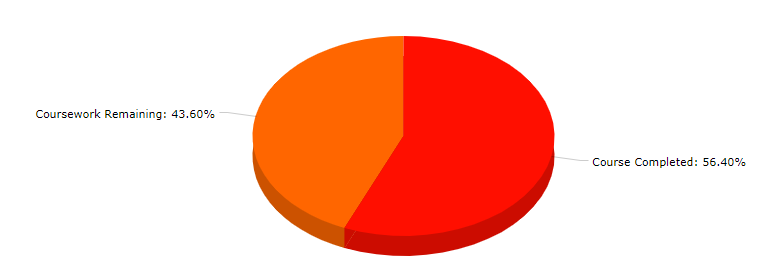 Coursework Remaining: 43.60%
Course Completed: 56.40%